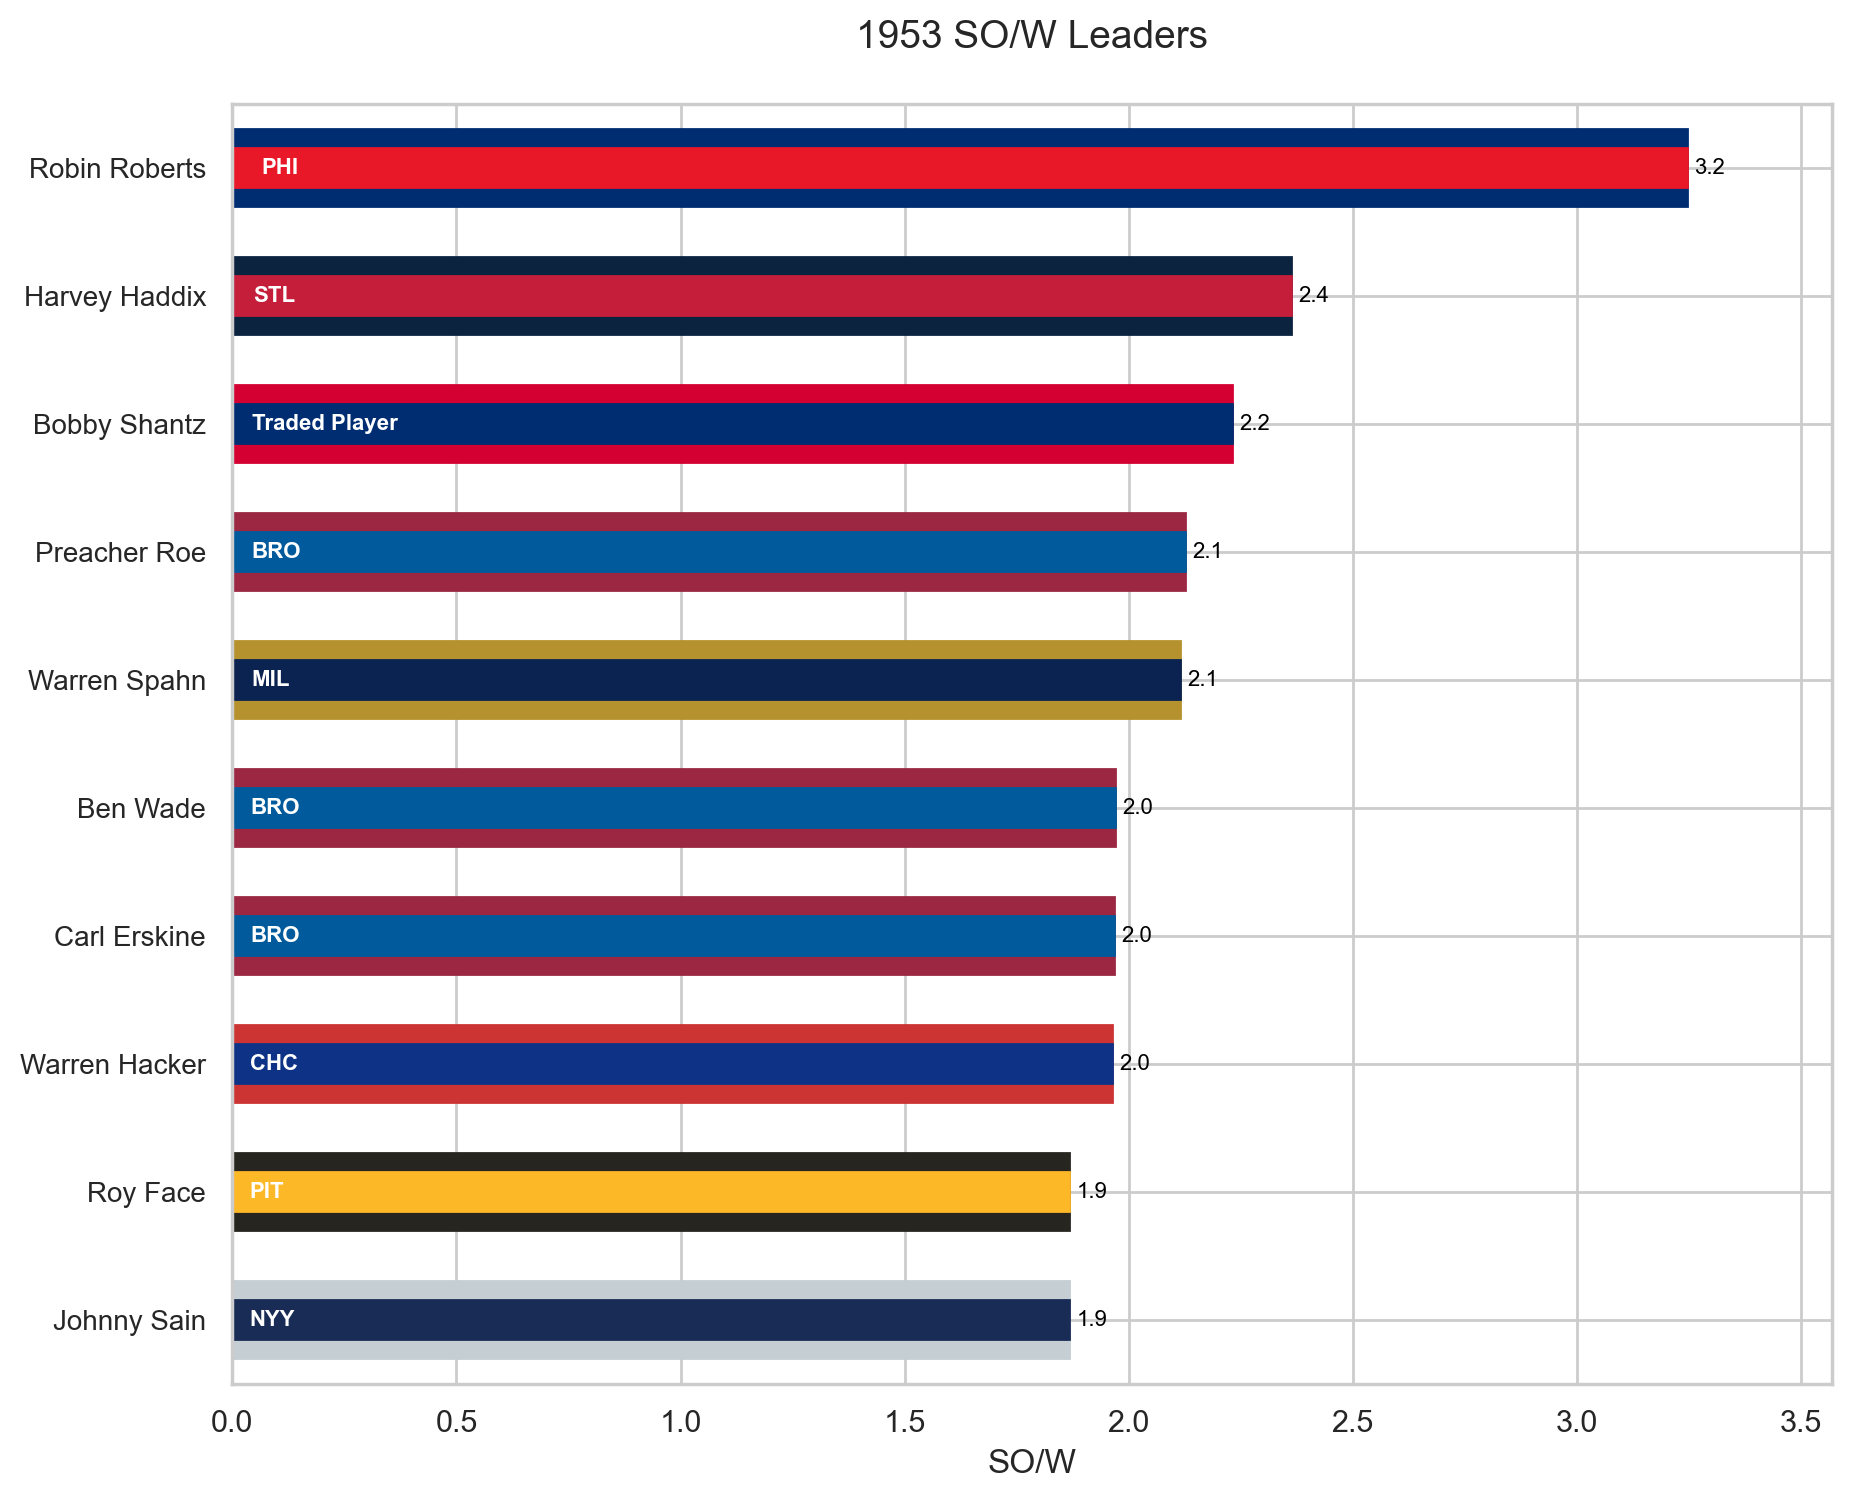 1953 SO/W Leaders
Robin Roberts PHI 3.2
Harvey Haddix STL 2.4
Bobby Shantz Traded Player 2.2
Preacher Roe BRO 2.1
Warren Spahn MIL 2.1
Ben Wade BRO 2.0
Carl Erskine BRO 2.0
Warren Hacker CHC 2.0
Roy Face PIT 1.9
Johnny Sain NYY 1.9
0.0 0.5 1.0 1.5 2.0 2.5 3.0 3.5
SO/W